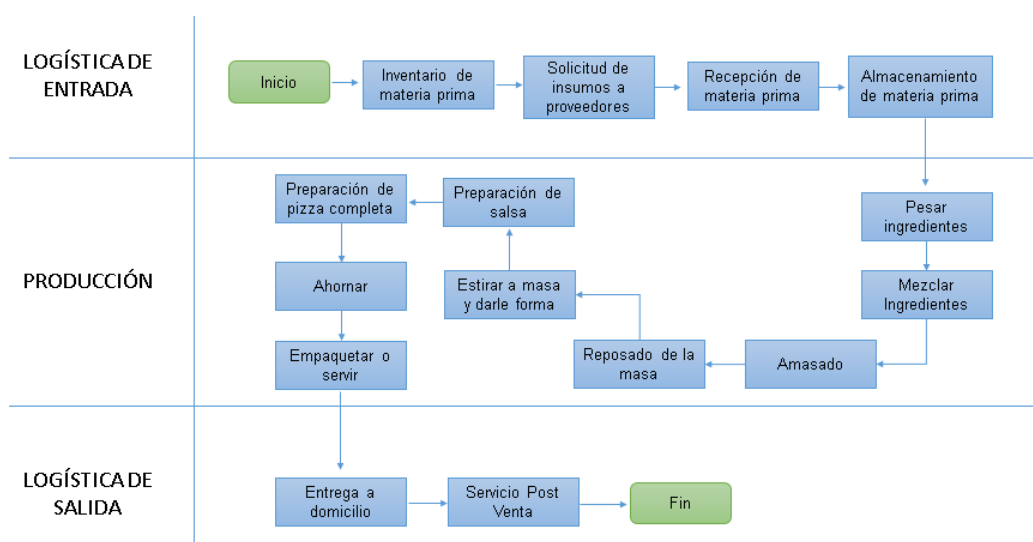 LOGÍSTICA DE
ENTRADA
Inicio
Inventario de
materia prima
Solicitud de
insumos a
proveedores
Recepción de
materia prima
Almacenamiento
de materia prima
PRODUCCIÓN
Pesar
ingredientes
Mezclar
Ingredientes
Amasado
Reposado de la
masa
Estirar a masa
y darle forma
Preparación de
salsa
Preparación de
pizza completa
Ahornar
Empaquetar o
servir
LOGÍSTICA DE
SALIDA
Entrega a
domicilio
Servicio Post
Venta
Fin